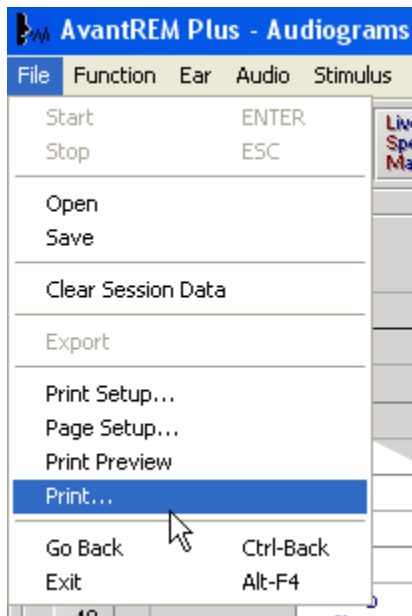 AvantREM Plus - Audiograms
File Function Ear Audio Stimulus
Start ENTER
Stop ESC
Open
Save
Clear Session Data
Export
Print Setup...
Page Setup...
Print Preview
Print...
Go Back Ctrl-Back
Exit Alt-F4